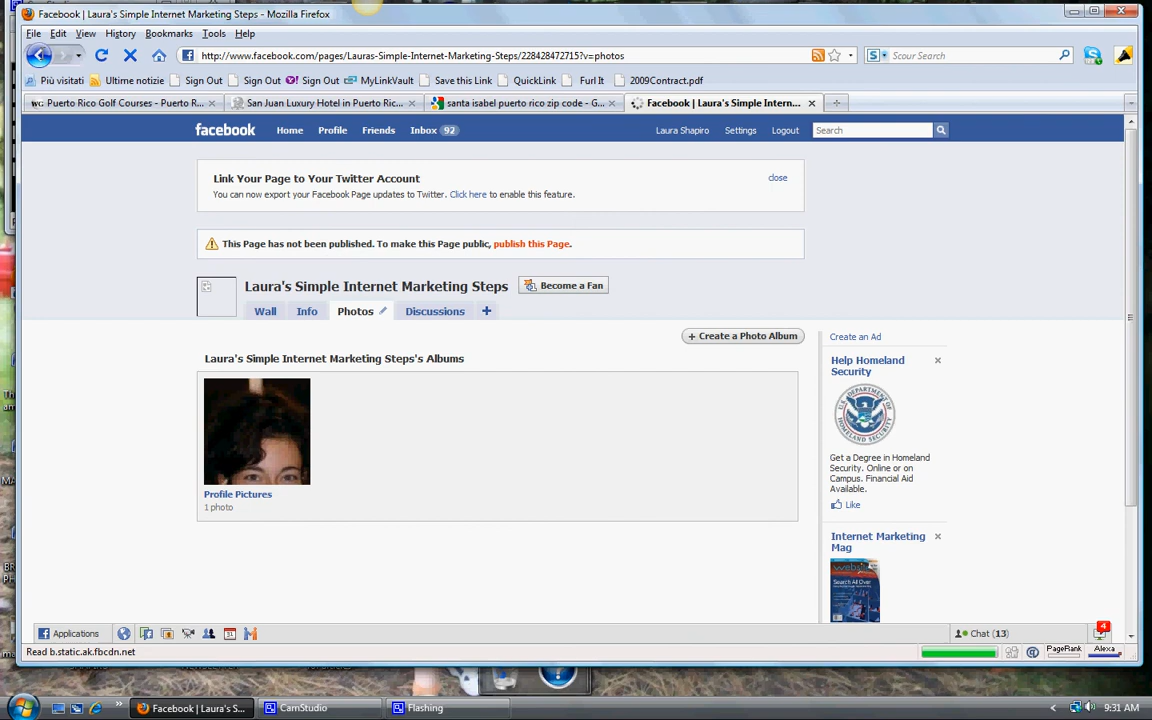 Facebook | Laura's Simple Internet Marketing Steps - Mozilla Firefox
File Edit View History Bookmarks Tools Help
http://www.facebook.com/pages/Lauras-Simple-Internet-Marketing-Steps/228428472715?v=photos
Scour Search
Più visitati Ultime notizie Sign Out Sign Out Sign Out MyLinkVault Save this Link QuickLink Furl It 2009Contract.pdf
Puerto Rico Golf Courses - Puerto R... San Juan Luxury Hotel in Puerto Ric... santa isabel puerto rico zip code - G... Facebook | Laura's Simple Intern...
facebook Home Profile Friends Inbox 92 Laura Shapiro Settings Logout Search
Link Your Page to Your Twitter Account close
You can now export your Facebook Page updates to Twitter. Click here to enable this feature.
This Page has not been published. To make this Page public, publish this Page.
Laura's Simple Internet Marketing Steps Become a Fan
Wall Info Photos Discussions +
+ Create a Photo Album
Create an Ad
Laura's Simple Internet Marketing Steps's Albums
Help Homeland
Security
Get a Degree in Homeland
Security. Online or on
Campus. Financial Aid
Available.
Like
Profile Pictures
1 photo
Internet Marketing
Mag
Search All Over
Applications
31
Chat (13)
4
Read b.static.ak.fbcdn.net
PageRank Alexa
Facebook | Laura's S... CamStudio Flashing 9:31 AM